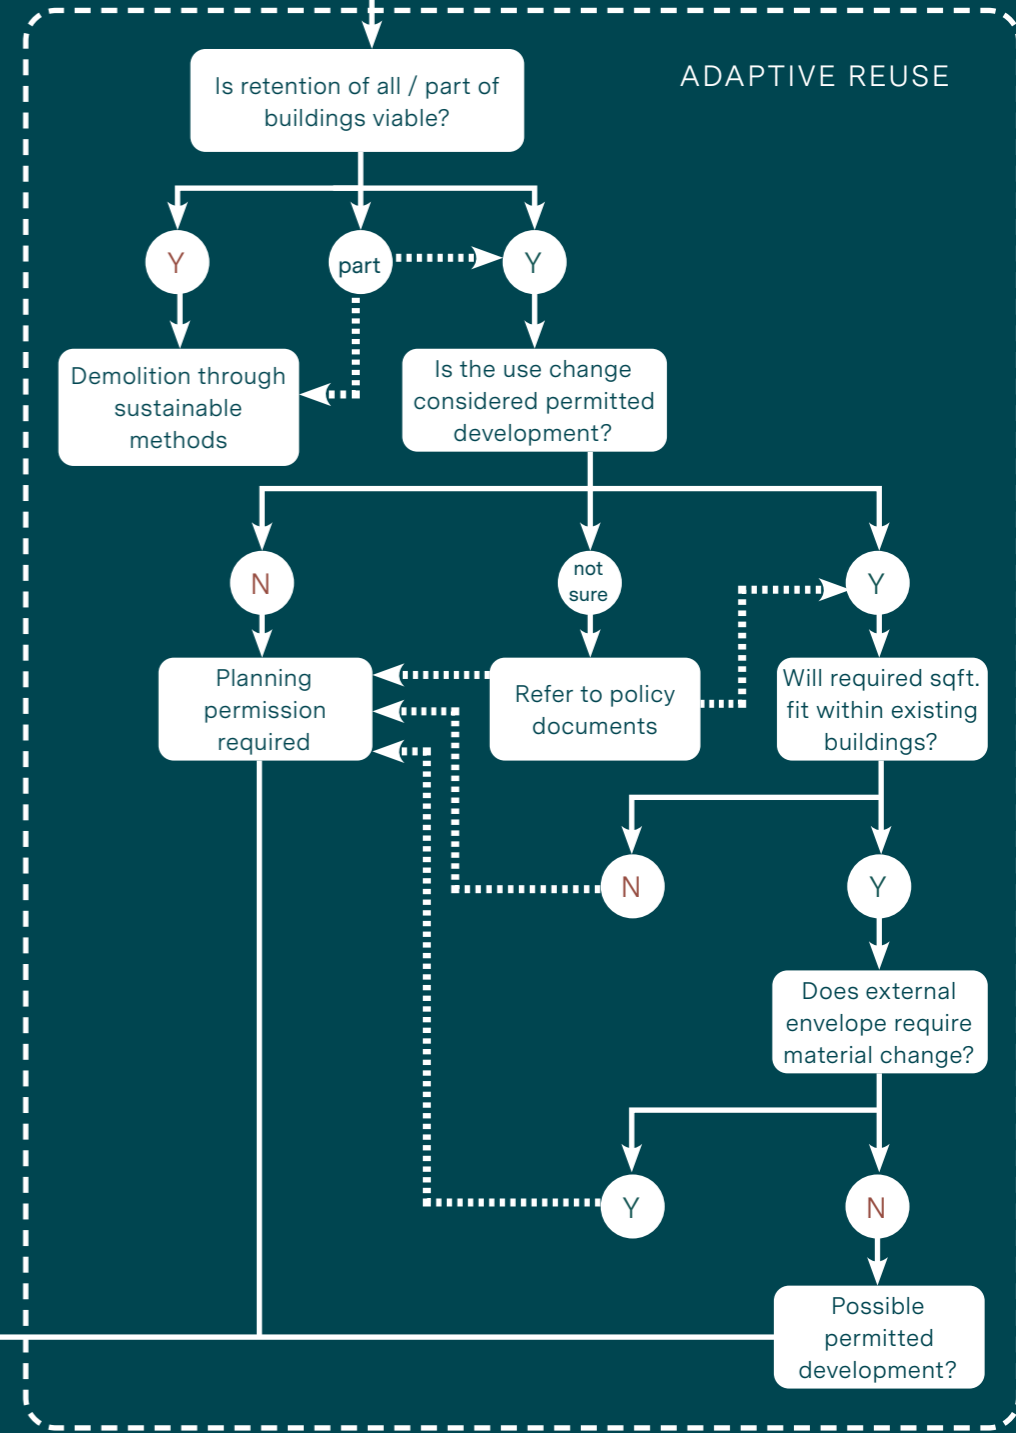 ADAPTIVE REUSE
Is retention of all / part of
buildings viable?
Y
part
Y
Demolition through
sustainable
methods
Is the use change
considered permitted
development?
N
not
sure
Y
Planning
permission
required
Refer to policy
documents
Will required sqft.
fit within existing
buildings?
N
Y
Does external
envelope require
material change?
Y
N
Possible
permitted
development?